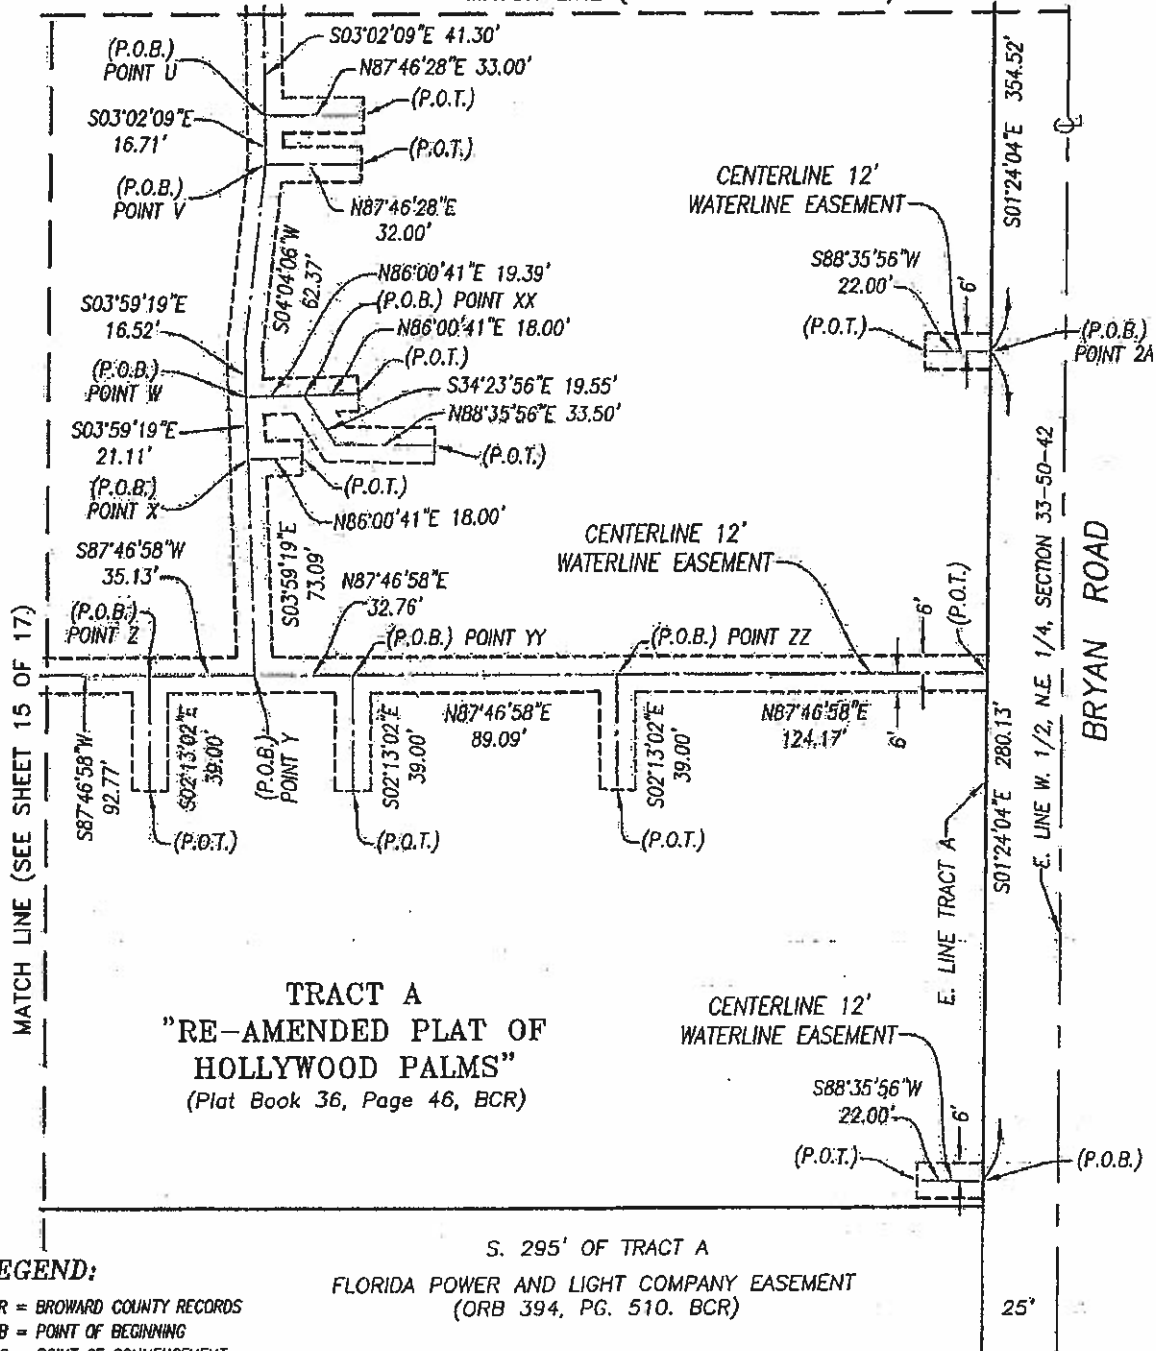 S03°02'09"E 41.30'
(P.O.B.)
POINT U
N87°46'28"E 33.00'
(P.O.T.)
S03°02'09"E
16.71'
(P.O.T.)
(P.O.B.)
POINT V
N87°46'28"E
32.00'
S04°04'06"W
62.37'
N86°00'41"E 19.39'
(P.O.B.) POINT XX
N86°00'41"E 18.00'
(P.O.T.)
S03°59'19"E
16.52'
(P.O.B.)
POINT W
S34°23'56"E 19.55'
N88°35'56"E 33.50'
(P.O.T.)
S03°59'19"E
21.11'
(P.O.B.)
POINT X
(P.O.T.)
N86°00'41"E 18.00'
S03°59'19"E
73.09'
CENTERLINE 12'
WATERLINE EASEMENT
S88°35'56"W
22.00'
6'
(P.O.T.)
(P.O.B.)
POINT 2A
S01°24'04"E 354.52'
S87°46'58"W
35.13'
(P.O.B.)
POINT Z
N87°46'58"E
32.76'
(P.O.B.) POINT YY
(P.O.B.) POINT ZZ
CENTERLINE 12'
WATERLINE EASEMENT
6'
(P.O.T.)
S87°46'58"W
92.77'
S02°13'02"E
39.00'
(P.O.B.)
POINT Y
S02°13'02"E
39.00'
N87°46'58"E
89.09'
S02°13'02"E
39.00'
N87°46'58"E
124.17'
6'
(P.O.T.)
(P.O.T.)
(P.O.T.)
S01°24'04"E 280.13'
E. LINE TRACT A
E. LINE W. 1/2, N.E. 1/4, SECTION 33-50-42
BRYAN ROAD
MATCH LINE (SEE SHEET 15 OF 17)
TRACT A
"RE-AMENDED PLAT OF
HOLLYWOOD PALMS"
(Plat Book 36, Page 46, BCR)
CENTERLINE 12'
WATERLINE EASEMENT
S88°35'56"W
22.00'
6'
(P.O.T.)
(P.O.B.)
S. 295' OF TRACT A
FLORIDA POWER AND LIGHT COMPANY EASEMENT
(ORB 394, PG. 510. BCR)
25'
EGEND:
R = BROWARD COUNTY RECORDS
B = POINT OF BEGINNING